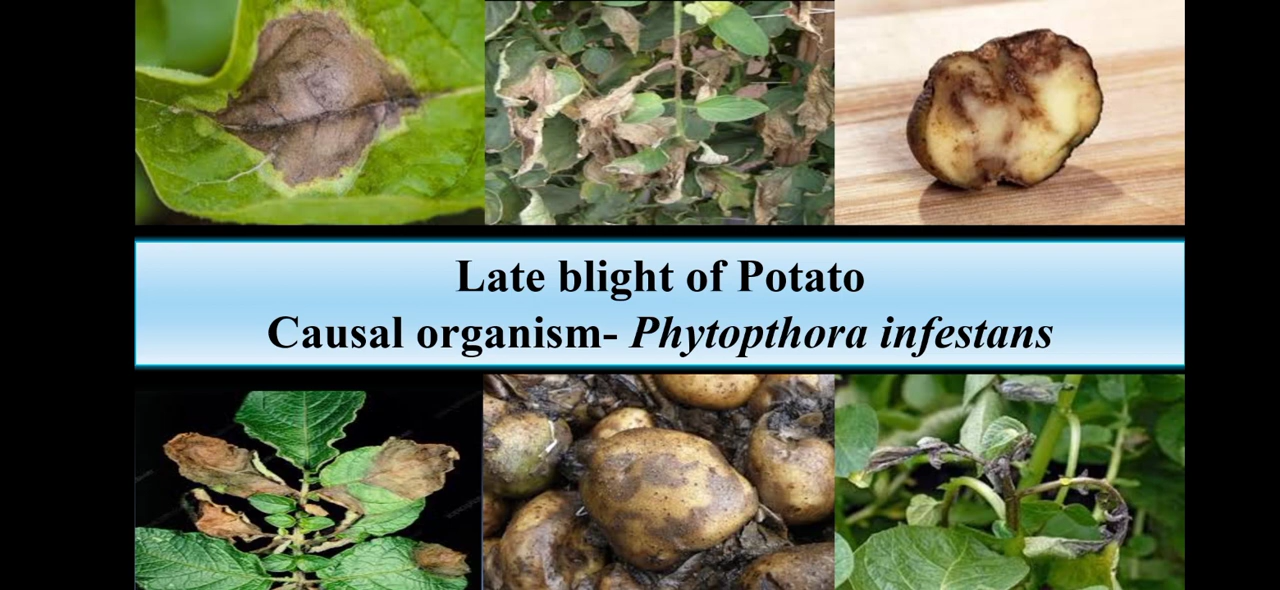 Late blight of Potato
Causal organism- Phytopthora infestans